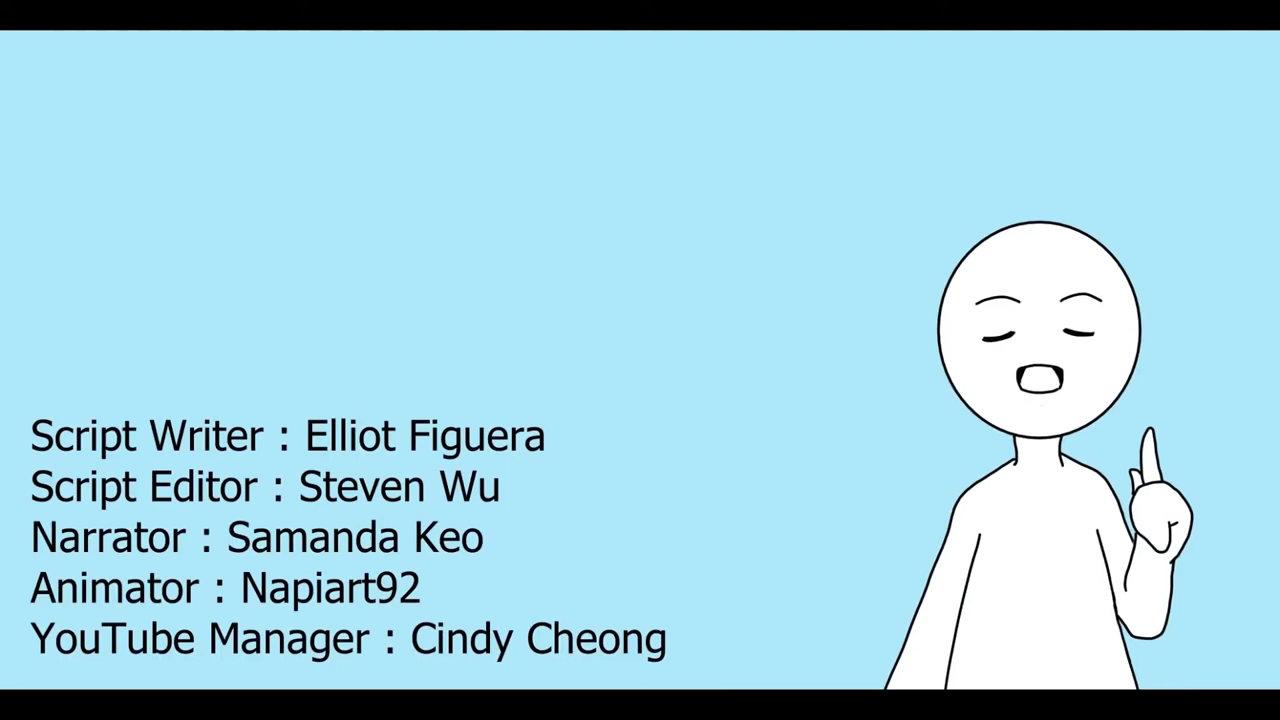 Script Writer : Elliot Figuera
Script Editor : Steven Wu
Narrator : Samanda Keo
Animator : Napiart92
YouTube Manager : Cindy Cheong